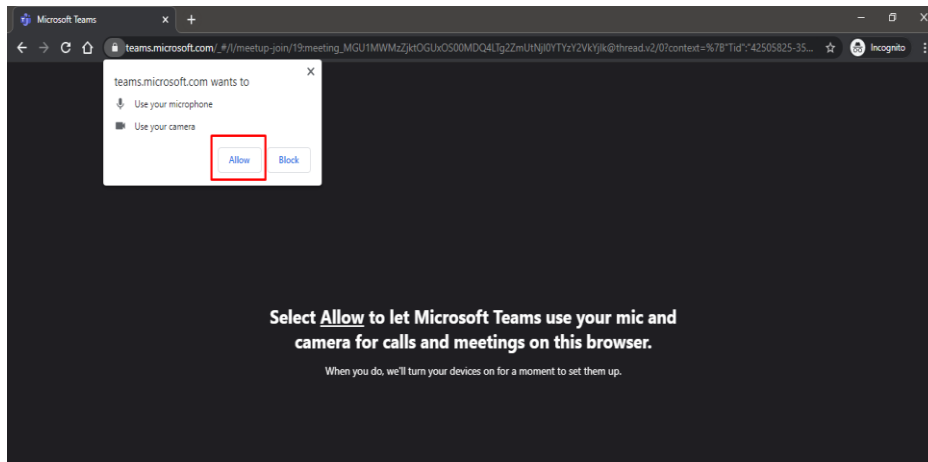 Microsoft Teams
teams.microsoft.com/_#/l/meetup-join/19:meeting_MGU1MWMzZjktOGUxOS00MDQ4LTg2ZmUtNjI0YTYzY2VkYjlk@thread.v2/0?context=%7B"Tid":"42505825-35...
Incognito
teams.microsoft.com wants to
Use your microphone
Use your camera
Allow
Block
Select Allow to let Microsoft Teams use your mic and
camera for calls and meetings on this browser.
When you do, we'll turn your devices on for a moment to set them up.